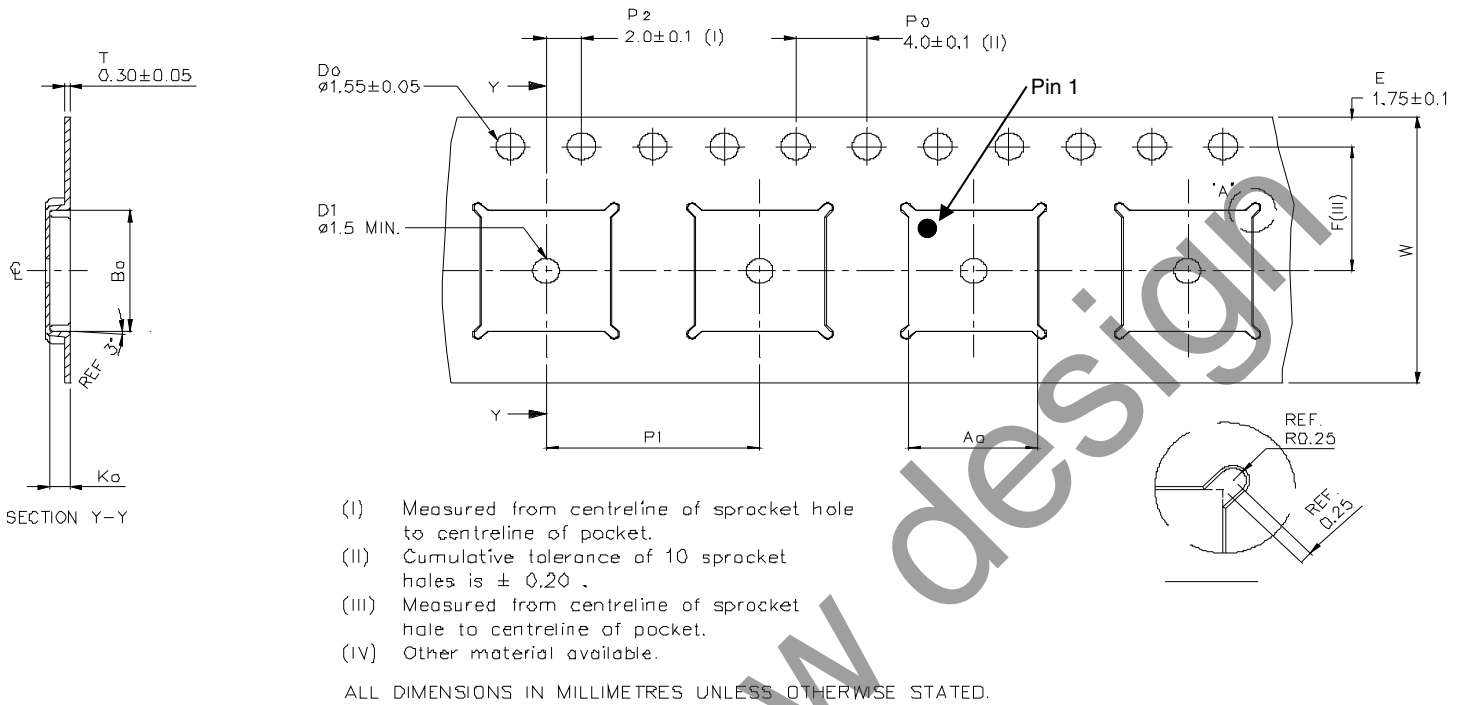 P2
2.0±0.1 (I)
Po
4.0±0.1 (II)
T
0.30±0.05
Do
ø1.55±0.05
Y
Pin 1
E
1.75±0.1
D1
ø1.5 MIN.
"A"
F(III)
W
Bo
REF 3°
Ko
SECTION Y-Y
Y
P1
Ao
REF.
R0.25
REF.
0.25
(I) Measured from centreline of sprocket hole
to centreline of pocket.
(II) Cumulative tolerance of 10 sprocket
holes is ± 0.20 .
(III) Measured from centreline of sprocket
hole to centreline of pocket.
(IV) Other material available.
ALL DIMENSIONS IN MILLIMETRES UNLESS OTHERWISE STATED.
w design